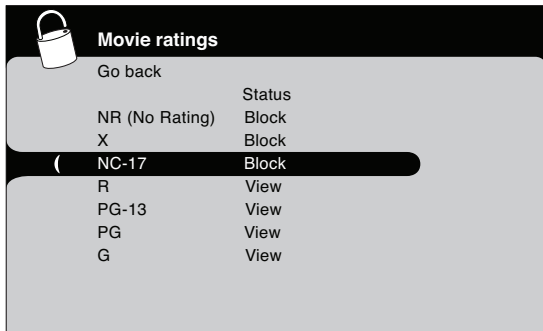 Movie ratings
Go back
Status
NR (No Rating) Block
X Block
NC-17 Block
R View
PG-13 View
PG View
G View